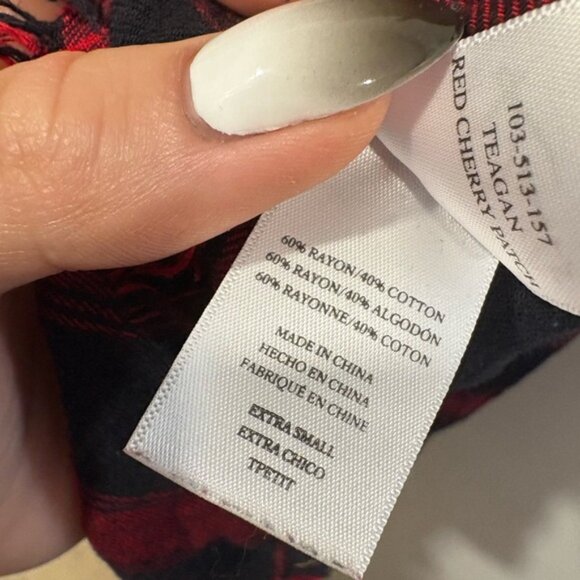 103-513-157
TEAGAN
RED CHERRY PATCH
60% RAYON/40% COTTON
60% RAYON/40% ALGODÓN
60% RAYONNE/40% COTON
MADE IN CHINA
HECHO EN CHINA
FABRIQUÉ EN CHINE
EXTRA SMALL
EXTRA CHICO
TPETIT